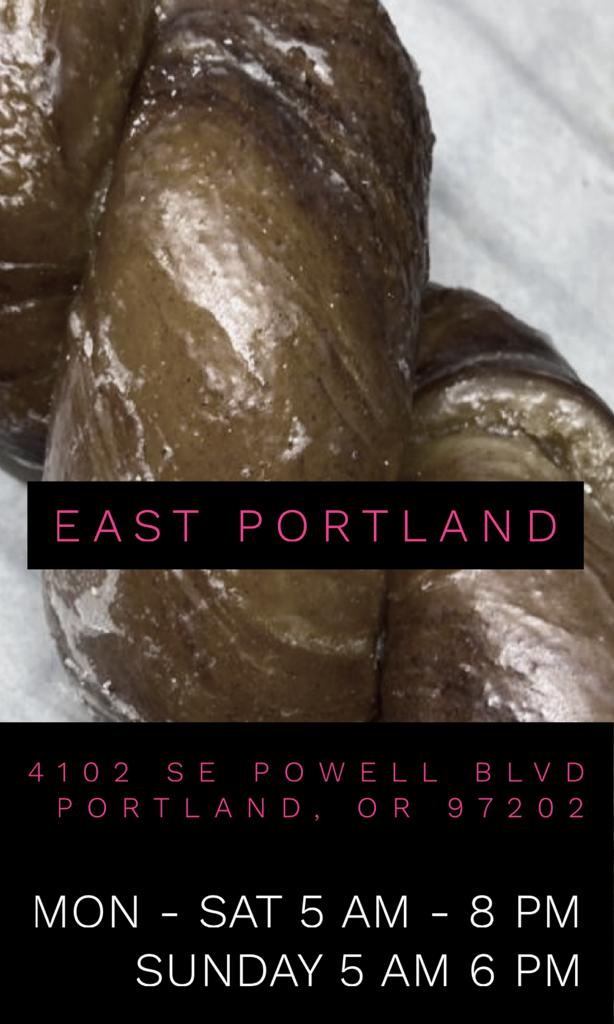 EAST PORTLAND
4102 SE POWELL BLVD
PORTLAND, OR 97202
MON - SAT 5 AM - 8 PM
SUNDAY 5 AM 6 PM